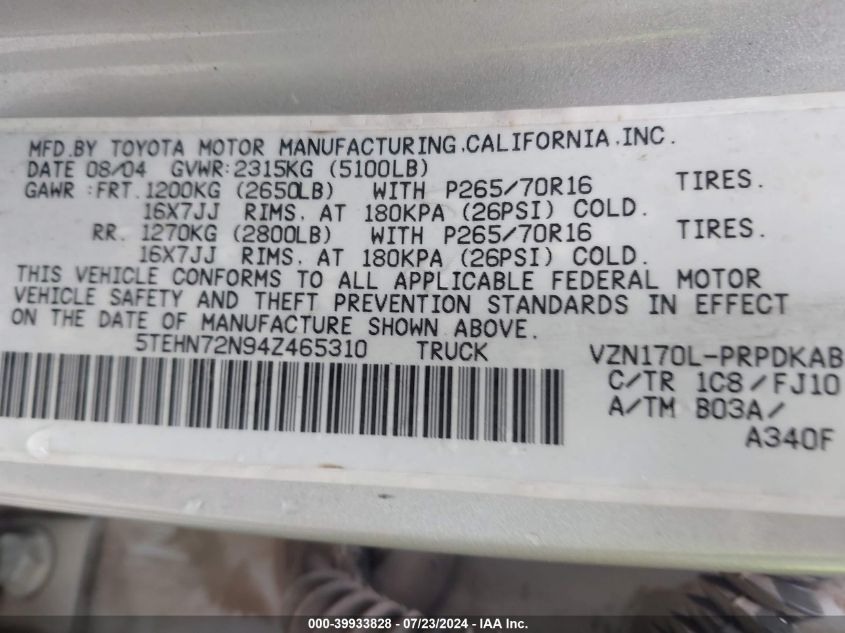 MFD.BY TOYOTA MOTOR MANUFACTURING.CALIFORNIA.INC.
DATE 08/04 GVWR:2315KG (5100LB)
GAWR :FRT.1200KG (2650LB) WITH P265/70R16 TIRES.
16X7JJ RIMS. AT 180KPA (26PSI) COLD.
RR. 1270KG (2800LB) WITH P265/70R16 TIRES.
16X7JJ RIMS. AT 180KPA (26PSI) COLD.
THIS VEHICLE CONFORMS TO ALL APPLICABLE FEDERAL MOTOR
VEHICLE SAFETY AND THEFT PREVENTION STANDARDS IN EFFECT
ON THE DATE OF MANUFACTURE SHOWN ABOVE.
5TEHN72N94Z465310 TRUCK VZN170L-PRPDKAB
C/TR 1C8/FJ10
A/TM B03A/
A340F
000-39933828 - 07/23/2024 - IAA Inc.